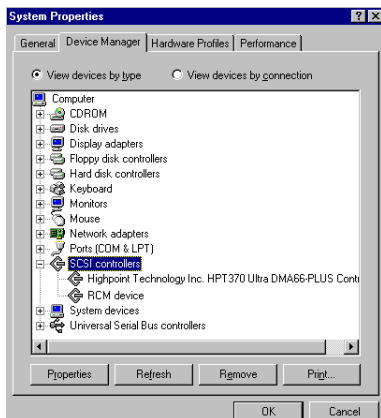 System Properties
General Device Manager Hardware Profiles Performance
View devices by type View devices by connection
Computer
CDROM
Disk drives
Display adapters
Floppy disk controllers
Hard disk controllers
Keyboard
Monitors
Mouse
Network adapters
Ports (COM & LPT)
SCSI controllers
Highpoint Technology Inc. HPT370 Ultra DMA66-PLUS Conti
RCM device
System devices
Universal Serial Bus controllers
Properties Refresh Remove Print...
OK Cancel